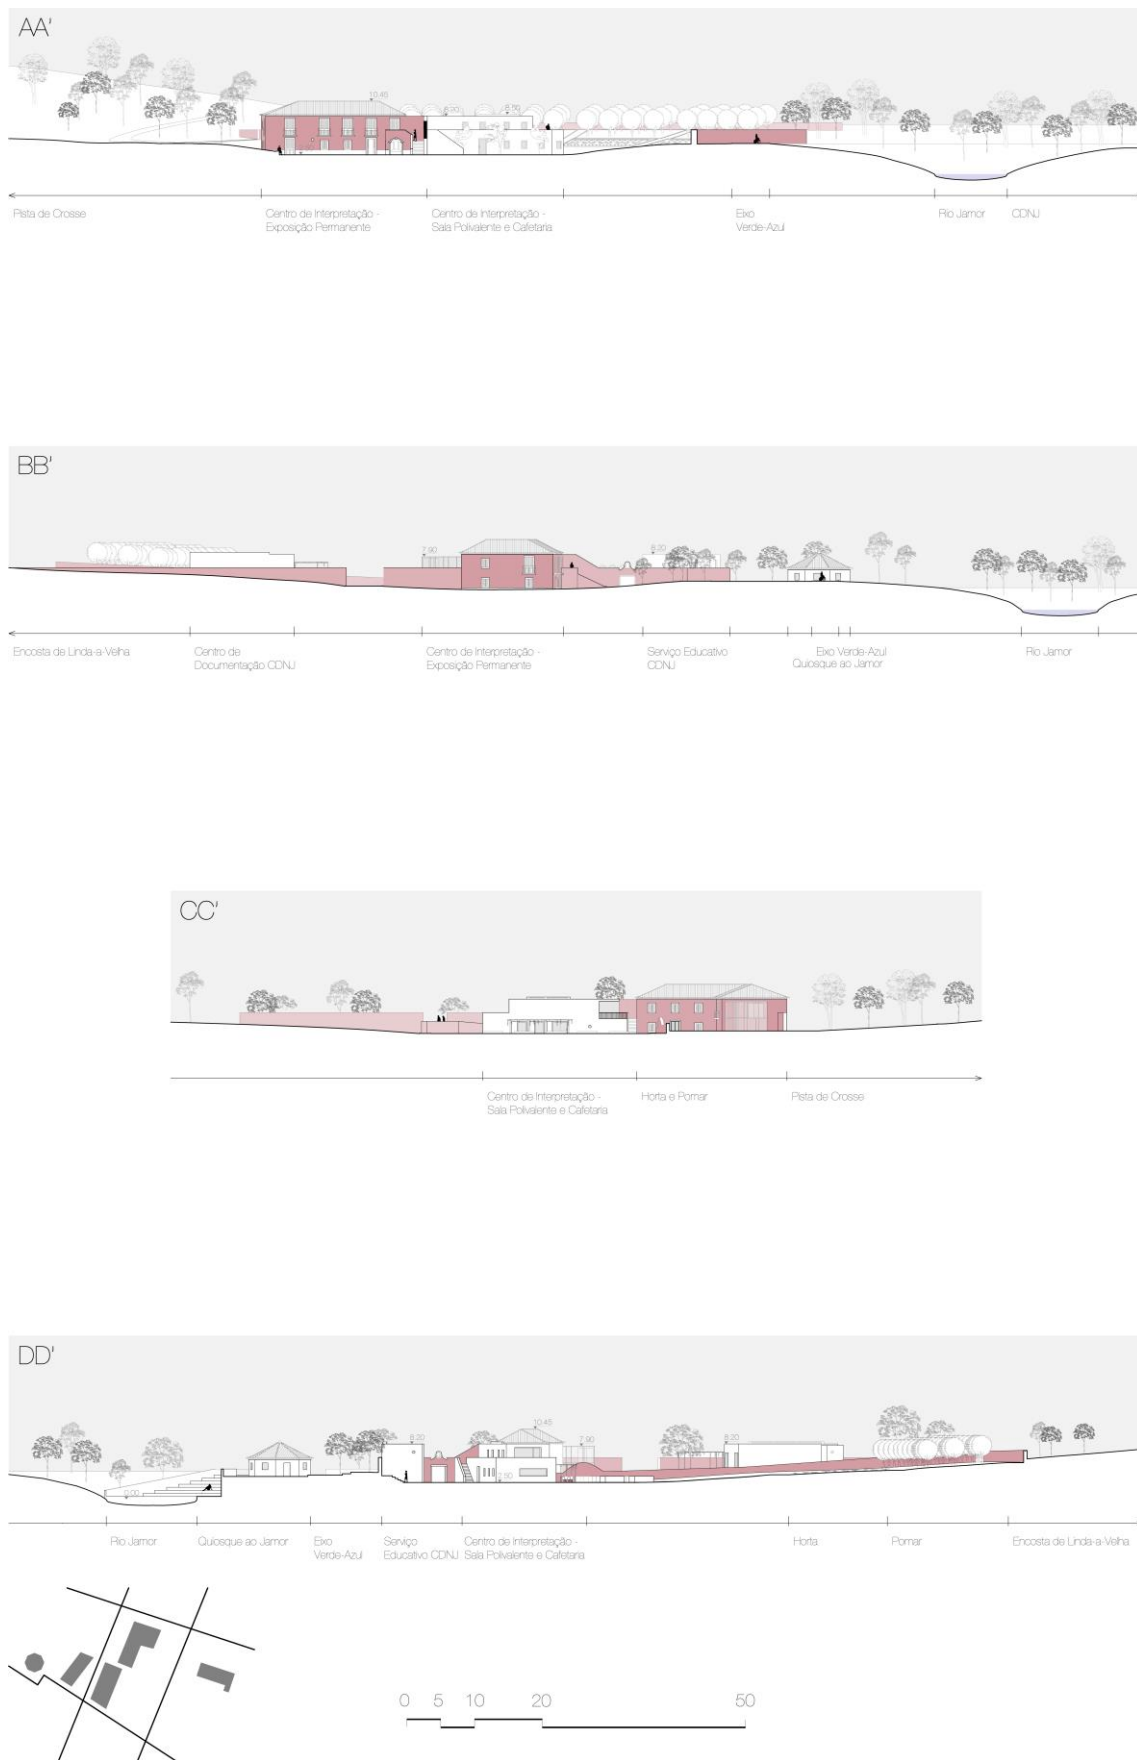 AA'
10.45
8.20
8.50
Pista de Crosse
Centro de Interpretação -
Exposição Permanente
Centro de Interpretação -
Sala Polivalente e Cafetaria
Eixo
Verde-Azul
Rio Jamor
CDNJ
BB'
7.90
8.20
Encosta de Linda-a-Velha
Centro de
Documentação CDNJ
Centro de Interpretação -
Exposição Permanente
Serviço Educativo
CDNJ
Eixo Verde-Azul
Quiosque ao Jamor
Rio Jamor
CC'
Centro de Interpretação -
Sala Polivalente e Cafetaria
Horta e Pomar
Pista de Crosse
DD'
10.45
8.20
7.90
8.20
0.00
Rio Jamor
Quiosque ao Jamor
Eixo
Verde-Azul
Serviço
Educativo CDNJ
Centro de Interpretação -
Sala Polivalente e Cafetaria
Horta
Pomar
Encosta de Linda-a-Velha
0 5 10 20 50